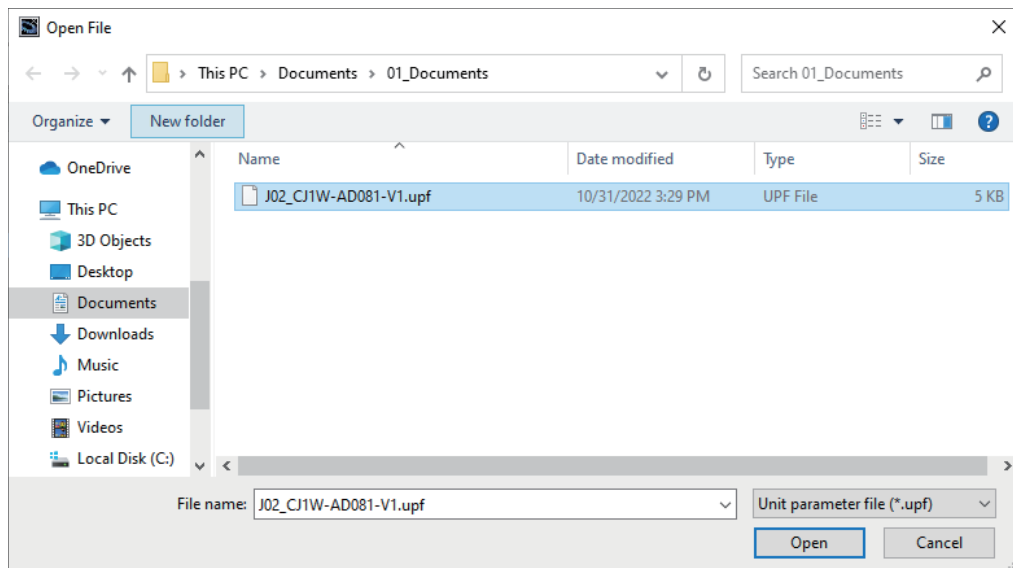 Open File
This PC > Documents > 01_Documents
Search 01_Documents
Organize
New folder
Name
Date modified
Type
Size
J02_CJ1W-AD081-V1.upf
10/31/2022 3:29 PM
UPF File
5 KB
OneDrive
This PC
3D Objects
Desktop
Documents
Downloads
Music
Pictures
Videos
Local Disk (C:)
File name:
J02_CJ1W-AD081-V1.upf
Unit parameter file (*.upf)
Open
Cancel